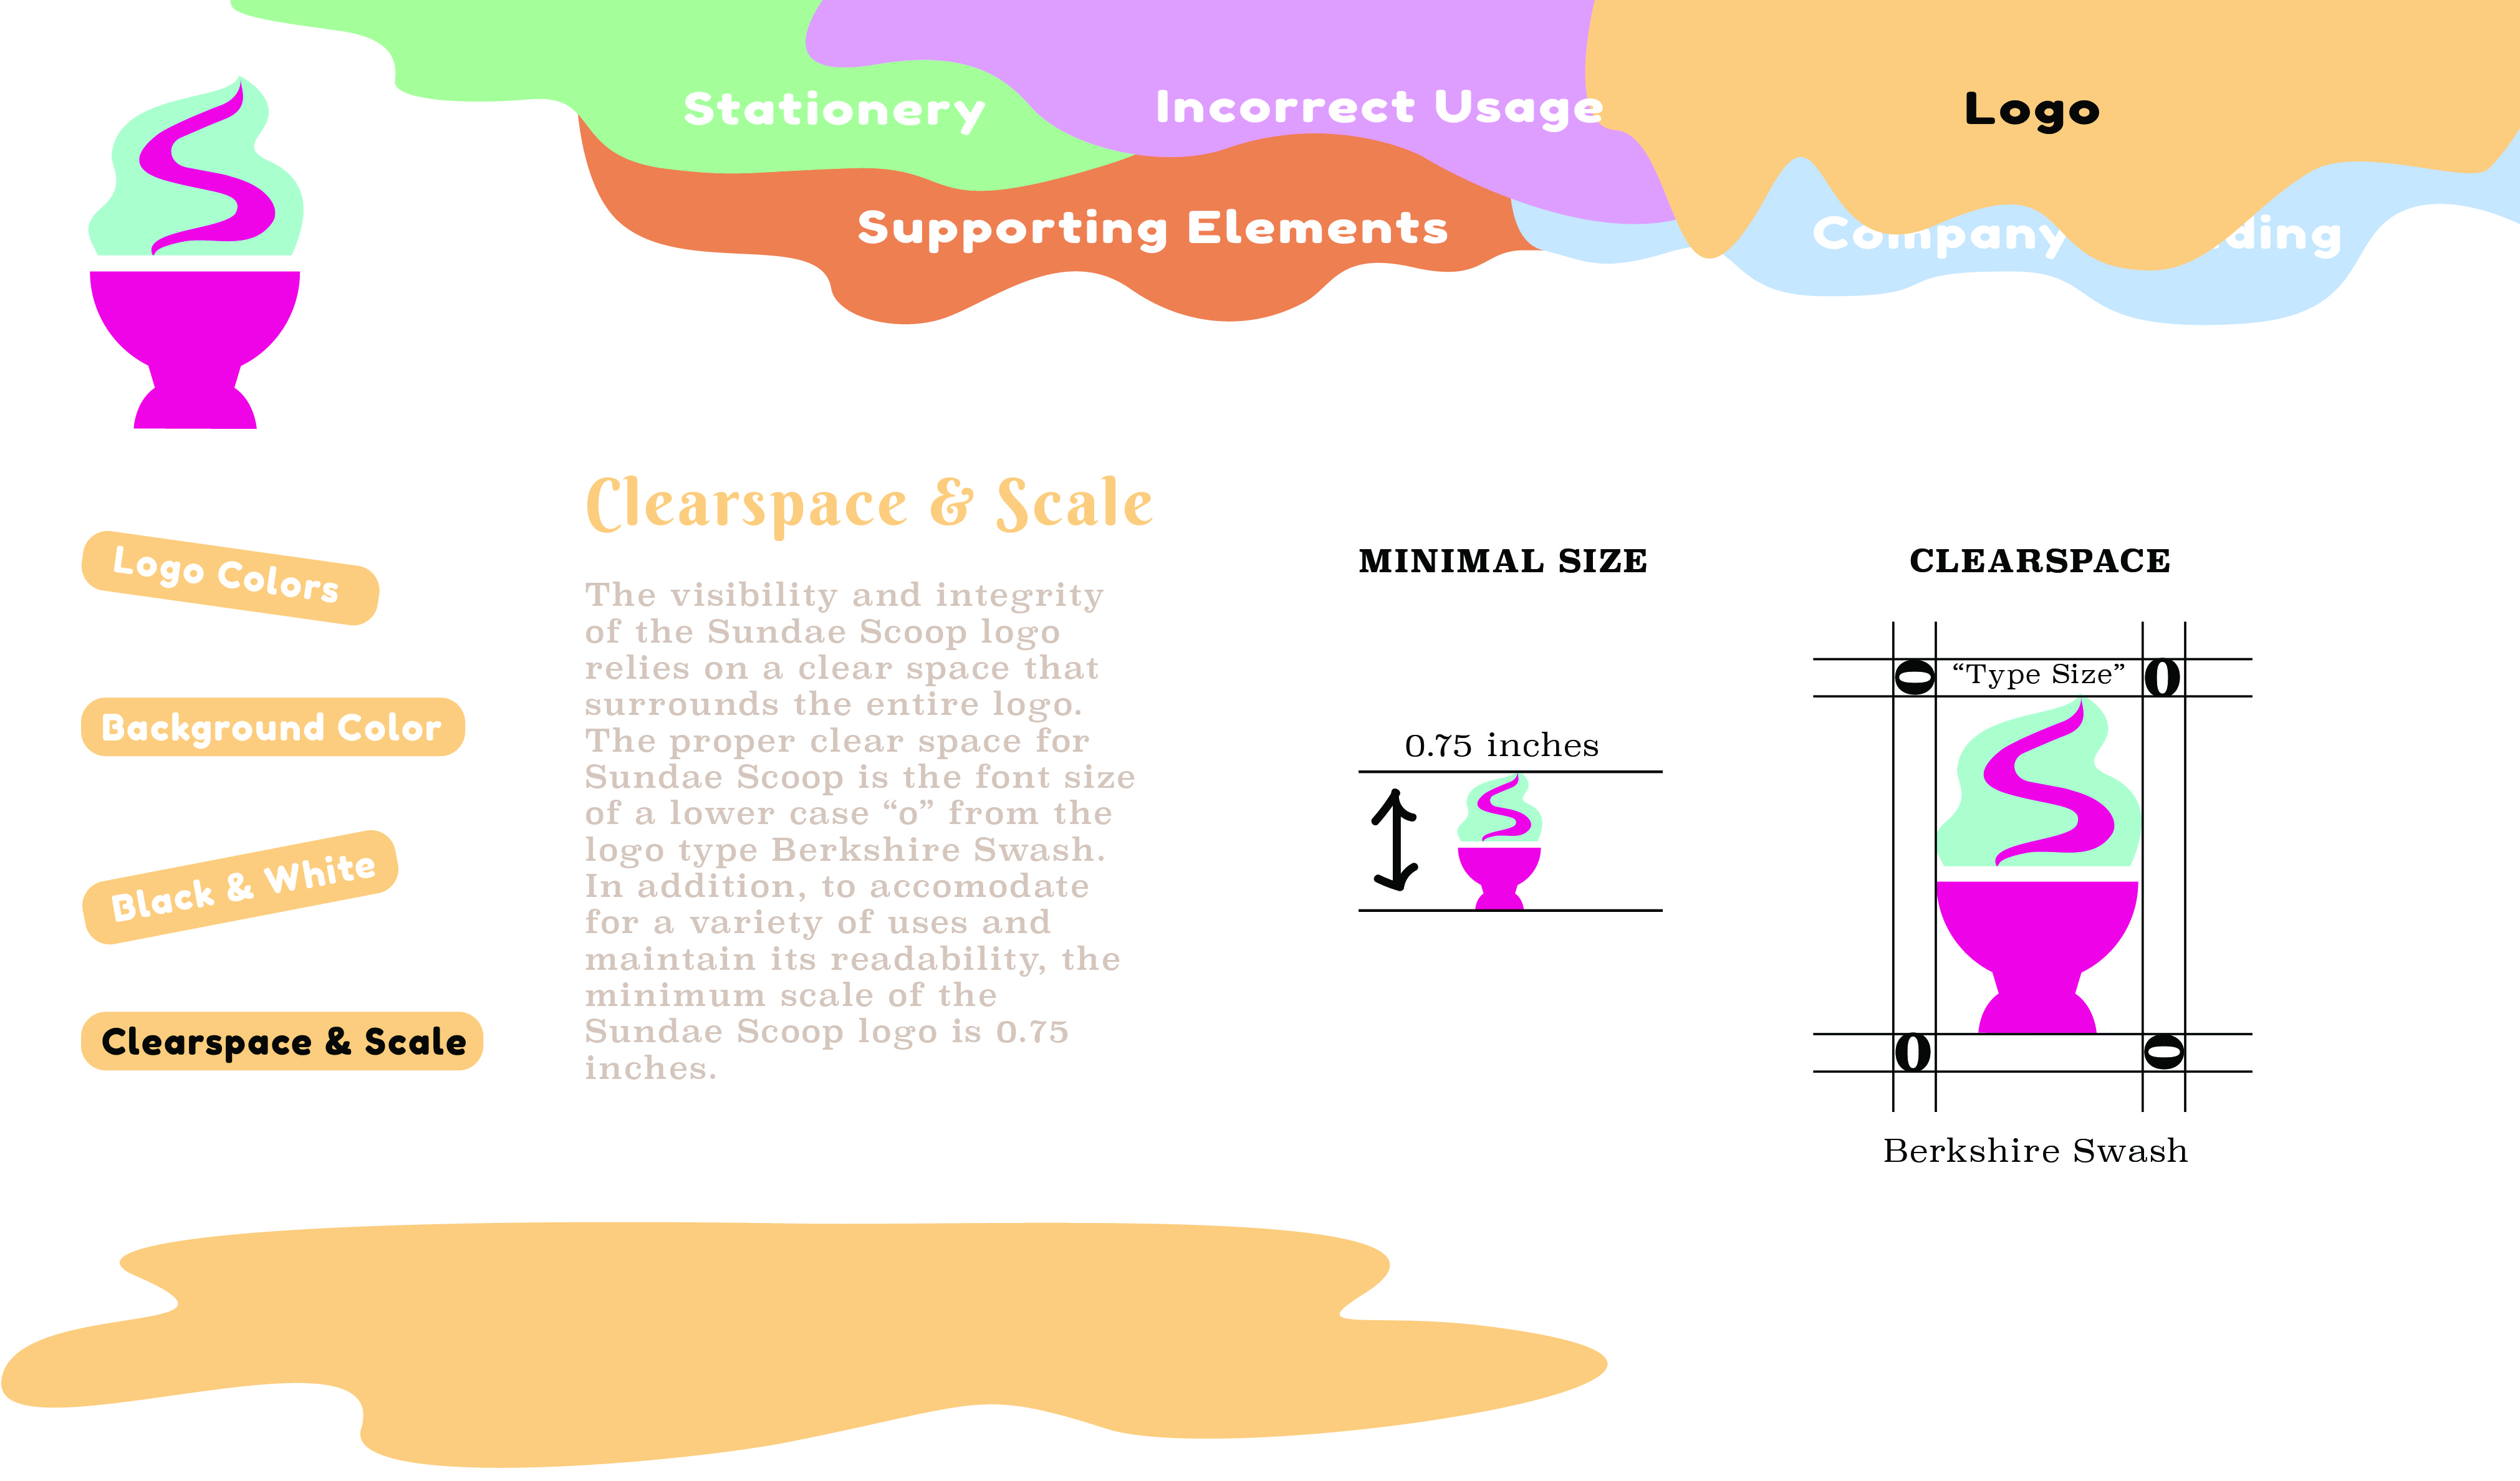 Stationery
Incorrect Usage
Logo
Supporting Elements
Company
Clearspace & Scale
Logo Colors
Background Color
Black & White
Clearspace & Scale
The visibility and integrity
of the Sundae Scoop logo
relies on a clear space that
surrounds the entire logo.
The proper clear space for
Sundae Scoop is the font size
of a lower case “o” from the
logo type Berkshire Swash.
In addition, to accomodate
for a variety of uses and
maintain its readability, the
minimum scale of the
Sundae Scoop logo is 0.75
inches.
MINIMAL SIZE
0.75 inches
CLEARSPACE
0 “Type Size” 0
0 0
Berkshire Swash